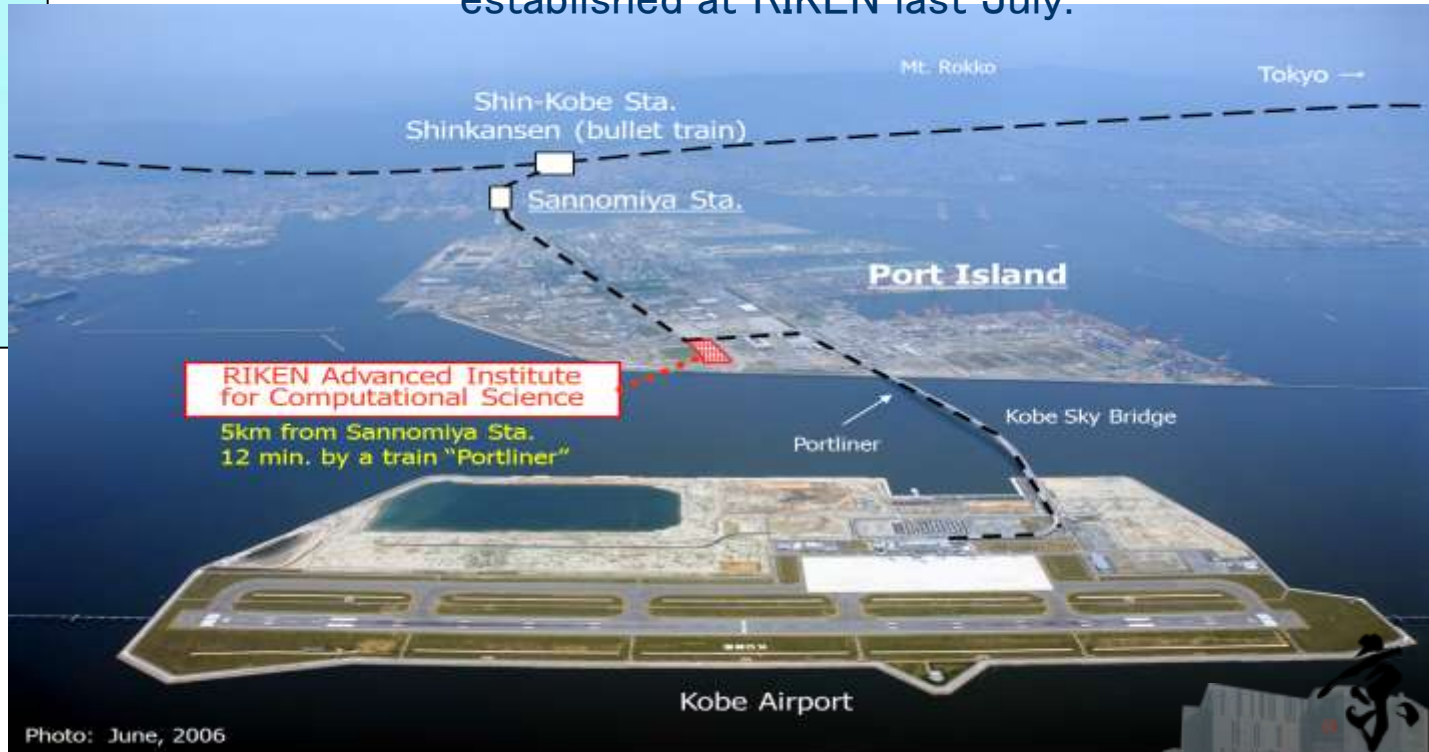 established at RIKEN last July.
Mt. Rokko
Tokyo →
Shin-Kobe Sta.
Shinkansen (bullet train)
Sannomiya Sta.
Port Island
RIKEN Advanced Institute
for Computational Science
5km from Sannomiya Sta.
12 min. by a train “Portliner”
Kobe Sky Bridge
Portliner
Kobe Airport
京
Photo: June, 2006